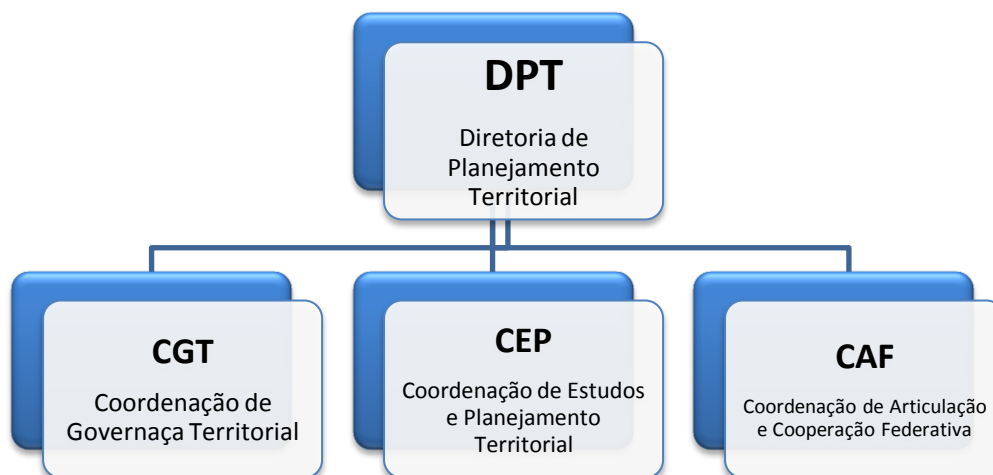 DPT
Diretoria de
Planejamento
Territorial
CGT
Coordenação de
Governaça Territorial
CEP
Coordenação de Estudos
e Planejamento
Territorial
CAF
Coordenação de Articulação
e Cooperação Federativa